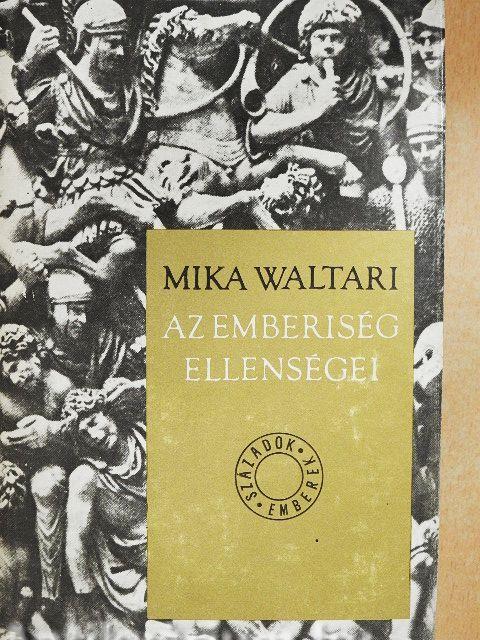 MIKA WALTARI
AZ EMBERISÉG
ELLENSÉGEI
SZÁZADOK • EMBEREK •